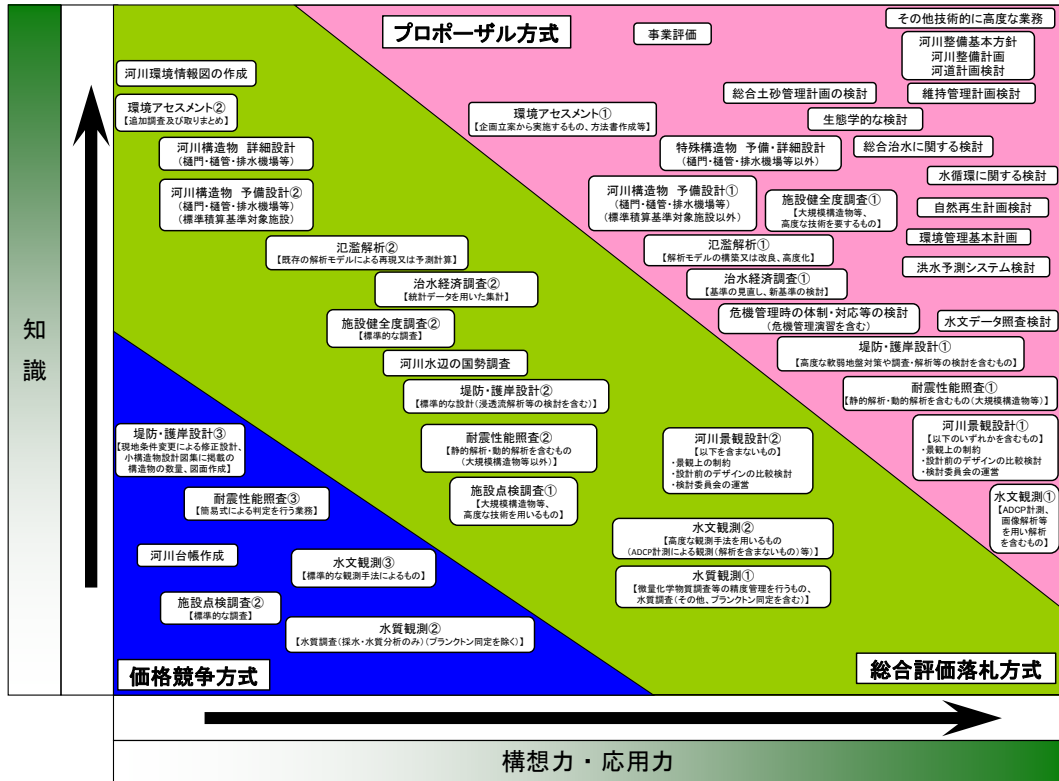 その他技術的に高度な業務
プロポーザル方式
事業評価
河川整備基本方針
河川整備計画
河道計画検討
河川環境情報図の作成
総合土砂管理計画の検討
維持管理計画検討
環境アセスメント②
【追加調査及び取りまとめ】
環境アセスメント①
【企画立案から実施するもの、方法書作成等】
生態学的な検討
河川構造物 詳細設計
(樋門・樋管・排水機場等)
特殊構造物 予備・詳細設計
(樋門・樋管・排水機場等以外)
総合治水に関する検討
水循環に関する検討
河川構造物 予備設計②
(樋門・樋管・排水機場等)
(標準積算基準対象施設)
河川構造物 予備設計①
(樋門・樋管・排水機場等)
(標準積算基準対象施設以外)
施設健全度調査①
【大規模構造物等、
高度な技術を要するもの】
自然再生計画検討
氾濫解析②
【既存の解析モデルによる再現又は予測計算】
氾濫解析①
【解析モデルの構築又は改良、高度化】
環境管理基本計画
治水経済調査②
【統計データを用いた集計】
治水経済調査①
【基準の見直し、新基準の検討】
洪水予測システム検討
施設健全度調査②
【標準的な調査】
危機管理時の体制・対応等の検討
(危機管理演習を含む)
水文データ照査検討
知
識
河川水辺の国勢調査
堤防・護岸設計①
【高度な軟弱地盤対策や調査・解析等の検討を含むもの】
堤防・護岸設計②
【標準的な設計(浸透流解析等の検討を含む)】
耐震性能照査①
【静的解析・動的解析を含むもの(大規模構造物等)】
堤防・護岸設計③
【現地条件変更による修正設計、
小構造物設計図集に掲載の
構造物の数量、図面作成】
耐震性能照査②
【静的解析・動的解析を含むもの
(大規模構造物等以外)】
河川景観設計②
【以下を含まないもの】
・景観上の制約
・設計前のデザインの比較検討
・検討委員会の運営
河川景観設計①
【以下のいずれかを含むもの】
・景観上の制約
・設計前のデザインの比較検討
・検討委員会の運営
耐震性能照査③
【簡易式による判定を行う業務】
施設点検調査①
【大規模構造物等、
高度な技術を用いるもの】
水文観測①
【ADCP計測、
画像解析等
を用い解析
を含むもの】
河川台帳作成
水文観測③
【標準的な観測手法によるもの】
水文観測②
【高度な観測手法を用いるもの
(ADCP計測による観測(解析を含まないもの)等)】
施設点検調査②
【標準的な調査】
水質観測①
【微量化学物質調査等の精度管理を行うもの、
水質調査(その他、プランクトン同定を含む)】
水質観測②
【水質調査(採水・水質分析のみ)(プランクトン同定を除く)】
価格競争方式
総合評価落札方式
構想力・応用力